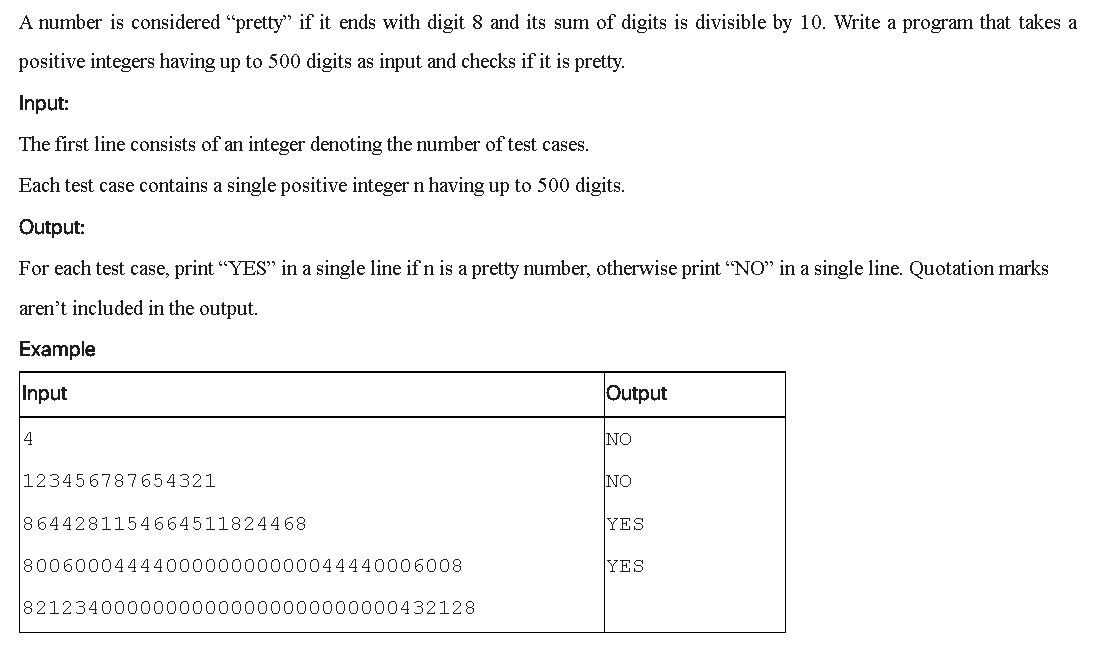 A number is considered “pretty” if it ends with digit 8 and its sum of digits is divisible by 10. Write a program that takes a
positive integers having up to 500 digits as input and checks if it is pretty.
Input:
The first line consists of an integer denoting the number of test cases.
Each test case contains a single positive integer n having up to 500 digits.
Output:
For each test case, print “YES” in a single line if n is a pretty number, otherwise print “NO” in a single line. Quotation marks
aren’t included in the output.
Example
Input Output
4 NO
123456787654321 NO
8644281154664511824468 YES
8006000444400000000000044440006008 YES
82123400000000000000000000000432128